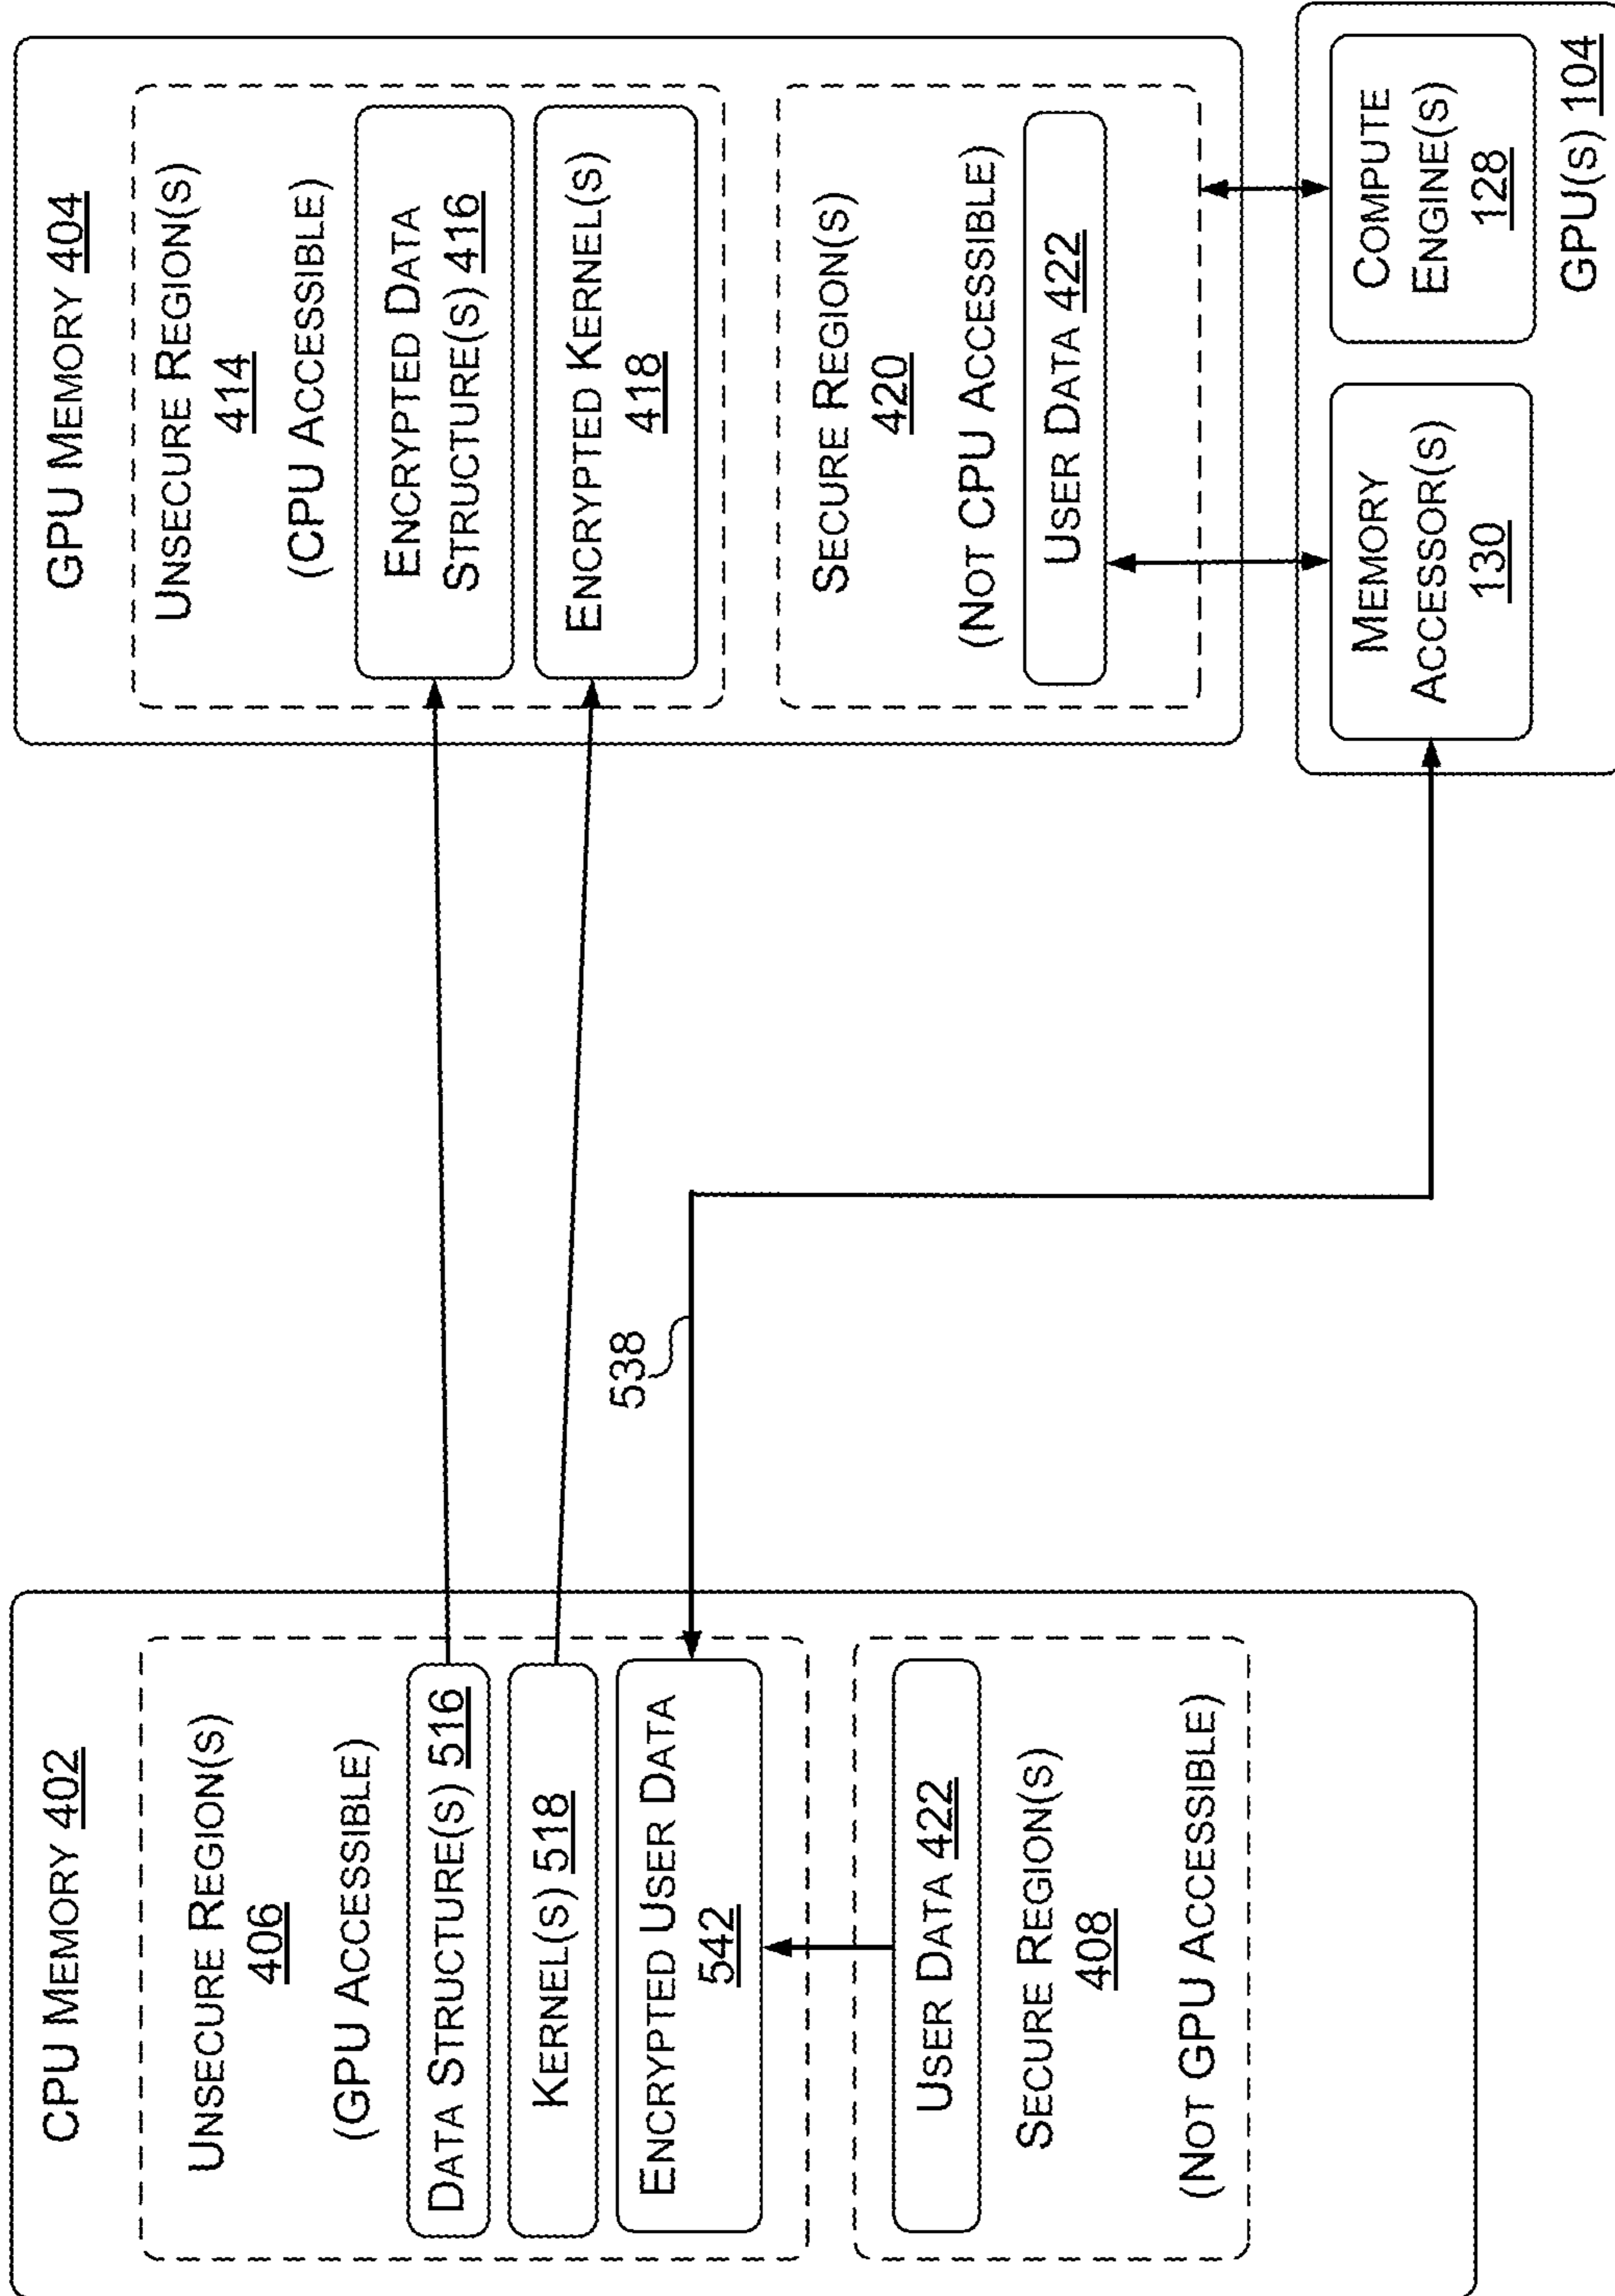 CPU MEMORY 402
UNSECURE REGION(S)
406
(GPU ACCESSIBLE)
DATA STRUCTURE(S) 516
KERNEL(S) 518
ENCRYPTED USER DATA
542
USER DATA 422
SECURE REGION(S)
408
(NOT GPU ACCESSIBLE)
538
GPU MEMORY 404
UNSECURE REGION(S)
414
(CPU ACCESSIBLE)
ENCRYPTED DATA
STRUCTURE(S) 416
ENCRYPTED KERNEL(S)
418
SECURE REGION(S)
420
(NOT CPU ACCESSIBLE)
USER DATA 422
MEMORY
ACCESSOR(S)
130
COMPUTE
ENGINE(S)
128
GPU(S) 104